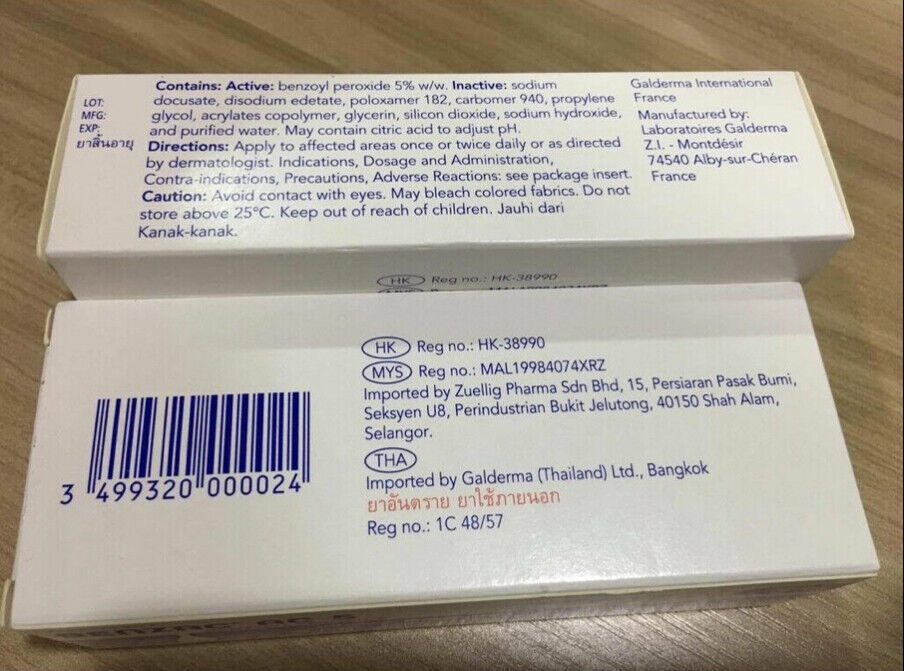 LOT:
MFG:
EXP:
ยาสิ้นอายุ
Contains: Active: benzoyl peroxide 5% w/w. Inactive: sodium
docusate, disodium edetate, poloxamer 182, carbomer 940, propylene
glycol, acrylates copolymer, glycerin, silicon dioxide, sodium hydroxide,
and purified water. May contain citric acid to adjust pH.
Directions: Apply to affected areas once or twice daily or as directed
by dermatologist. Indications, Dosage and Administration,
Contra-indications, Precautions, Adverse Reactions: see package insert.
Caution: Avoid contact with eyes. May bleach colored fabrics. Do not
store above 25°C. Keep out of reach of children. Jauhi dari
Kanak-kanak.
Galderma International
France
Manufactured by:
Laboratoires Galderma
Z.I. - Montdésir
74540 Alby-sur-Chéran
France
HK Reg no.: HK-38990
HK Reg no.: HK-38990
MYS Reg no.: MAL19984074XRZ
Imported by Zuellig Pharma Sdn Bhd, 15, Persiaran Pasak Bumi,
Seksyen U8, Perindustrian Bukit Jelutong, 40150 Shah Alam,
Selangor.
THA
Imported by Galderma (Thailand) Ltd., Bangkok
ยาอันตราย ยาใช้ภายนอก
Reg no.: 1C 48/57
3 499320 000024